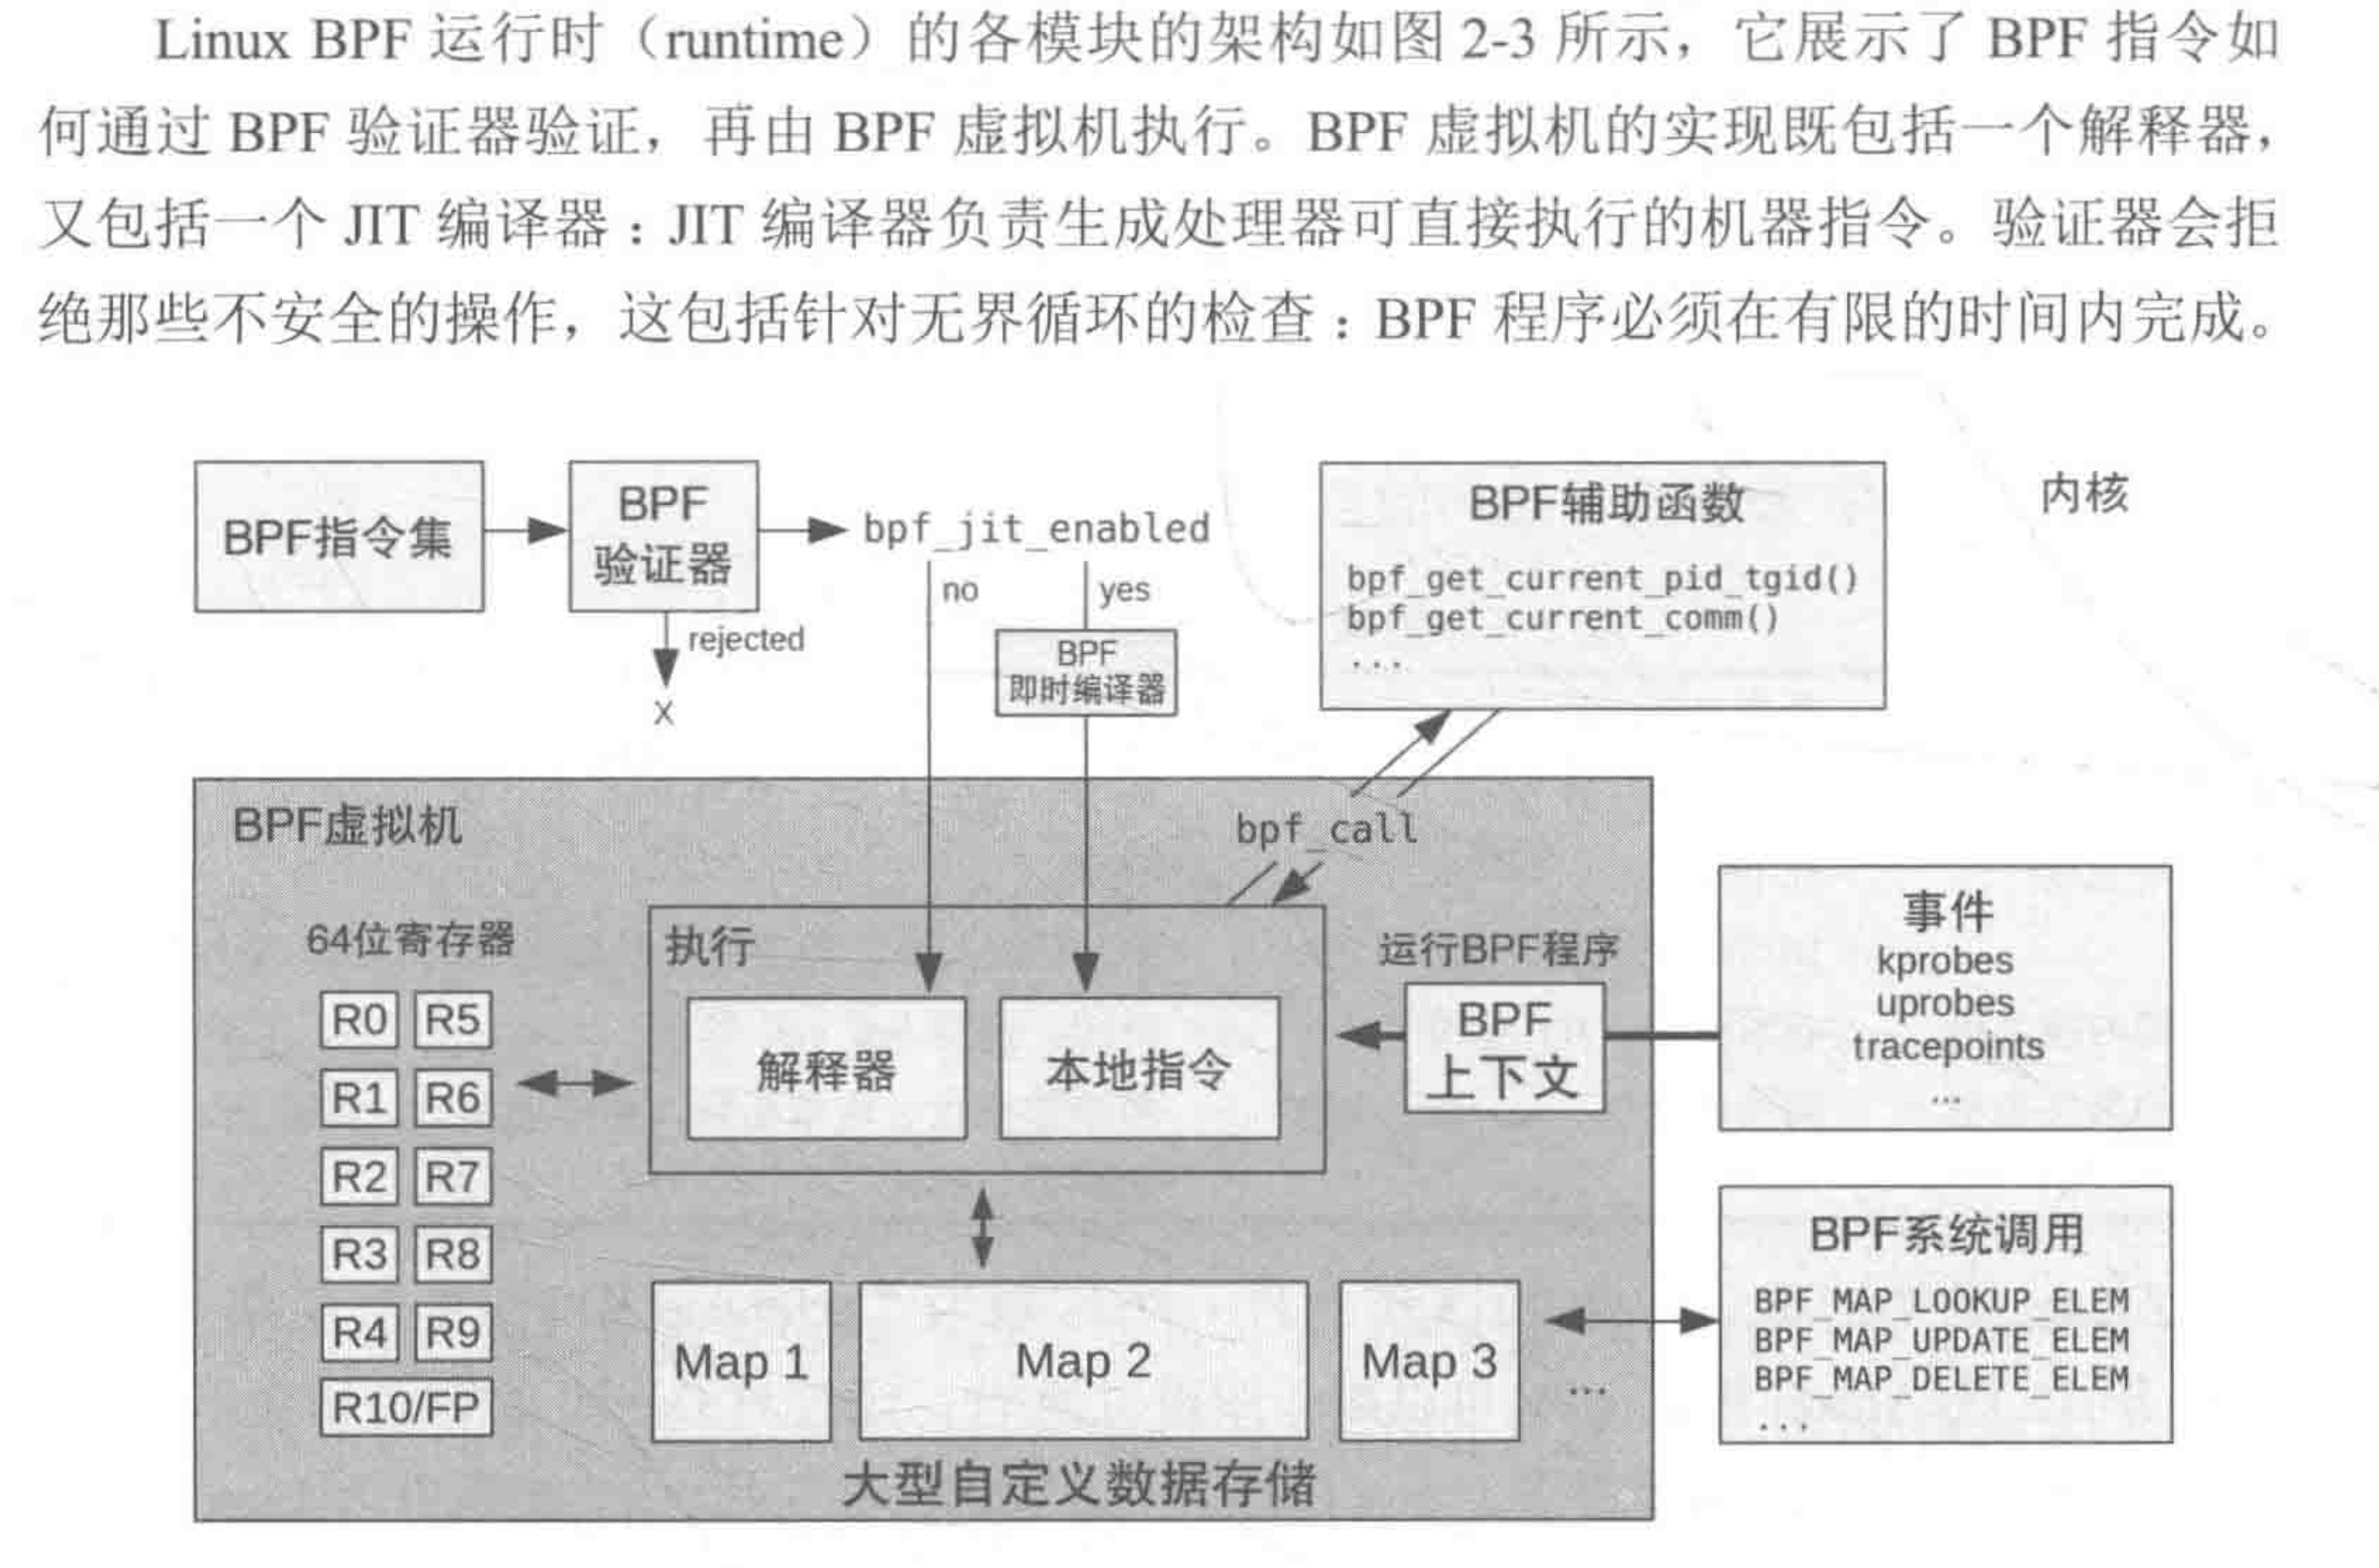 Linux BPF 运行时（runtime）的各模块的架构如图 2-3 所示，它展示了 BPF 指令如
何通过 BPF 验证器验证，再由 BPF 虚拟机执行。BPF 虚拟机的实现既包括一个解释器，
又包括一个 JIT 编译器：JIT 编译器负责生成处理器可直接执行的机器指令。验证器会拒
绝那些不安全的操作，这包括针对无界循环的检查：BPF 程序必须在有限的时间内完成。
BPF指令集
BPF
验证器
rejected
X
bpf_jit_enabled
no
yes
BPF
即时编译器
BPF辅助函数
bpf_get_current_pid_tgid()
bpf_get_current_comm()
...
内核
BPF虚拟机
bpf_call
64位寄存器
R0 R5
R1 R6
R2 R7
R3 R8
R4 R9
R10/FP
执行
解释器
本地指令
运行BPF程序
BPF
上下文
事件
kprobes
uprobes
tracepoints
...
Map 1
Map 2
Map 3
...
大型自定义数据存储
BPF系统调用
BPF_MAP_LOOKUP_ELEM
BPF_MAP_UPDATE_ELEM
BPF_MAP_DELETE_ELEM
...